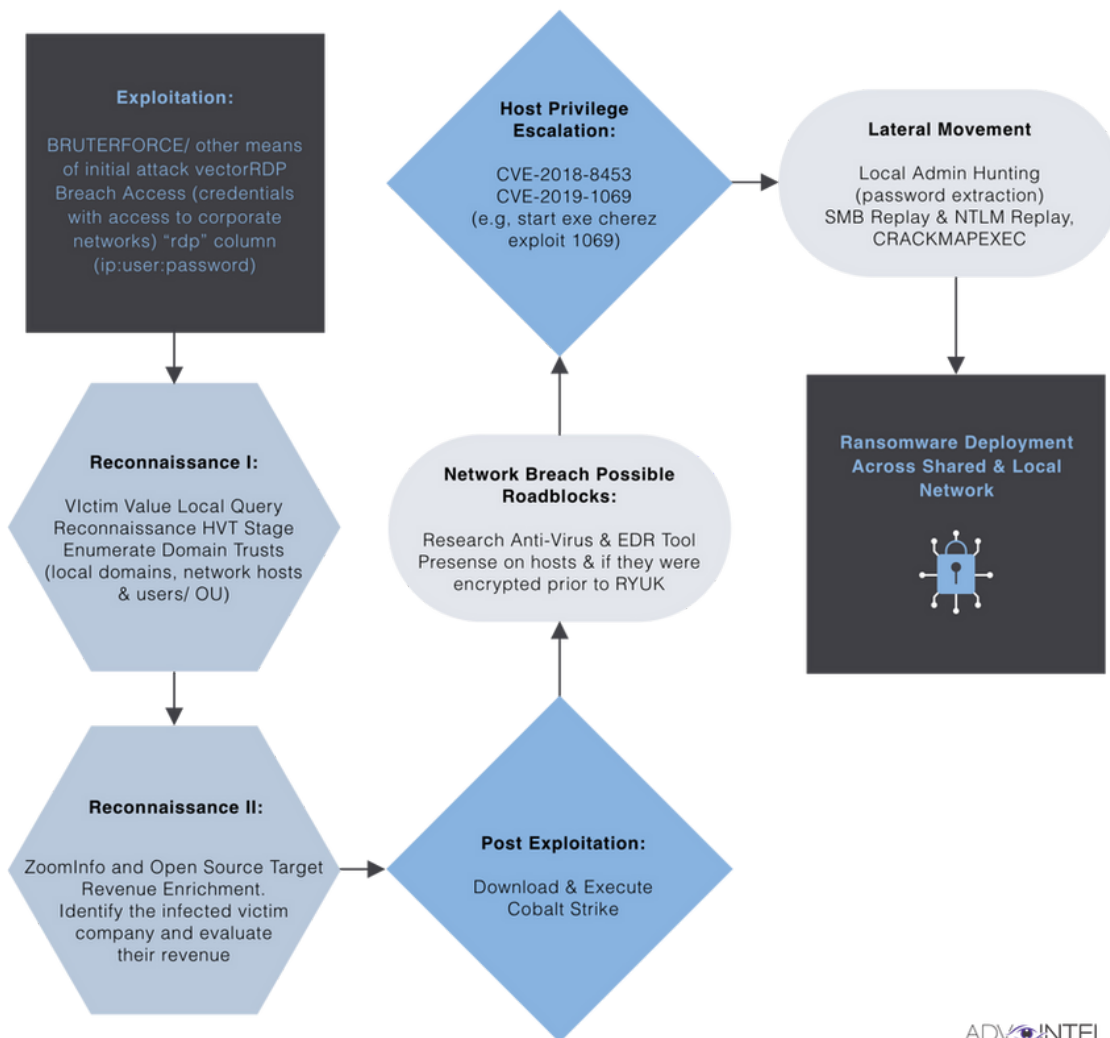 Exploitation:
BRUTERFORCE/ other means
of initial attack vectorRDP
Breach Access (credentials
with access to corporate
networks) “rdp” column
(ip:user:password)
Reconnaissance I:
VIctim Value Local Query
Reconnaissance HVT Stage
Enumerate Domain Trusts
(local domains, network hosts
& users/ OU)
Reconnaissance II:
ZoomInfo and Open Source Target
Revenue Enrichment.
Identify the infected victim
company and evaluate
their revenue
Post Exploitation:
Download & Execute
Cobalt Strike
Network Breach Possible
Roadblocks:
Research Anti-Virus & EDR Tool
Presense on hosts & if they were
encrypted prior to RYUK
Host Privilege
Escalation:
CVE-2018-8453
CVE-2019-1069
(e.g, start exe cherez
exploit 1069)
Lateral Movement
Local Admin Hunting
(password extraction)
SMB Replay & NTLM Replay,
CRACKMAPEXEC
Ransomware Deployment
Across Shared & Local
Network